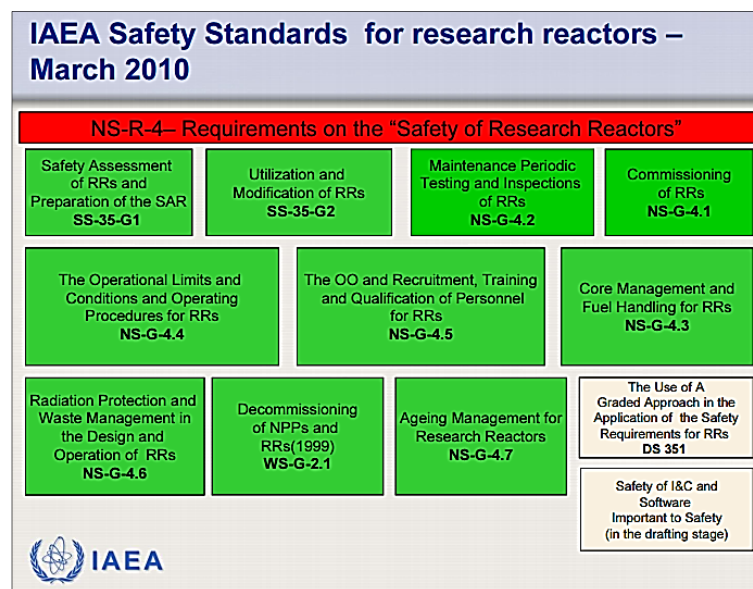 IAEA Safety Standards for research reactors –
March 2010
NS-R-4– Requirements on the “Safety of Research Reactors”
Safety Assessment
of RRs and
Preparation of the SAR
SS-35-G1
Utilization and
Modification of RRs
SS-35-G2
Maintenance Periodic
Testing and Inspections
of RRs
NS-G-4.2
Commissioning
of RRs
NS-G-4.1
The Operational Limits and
Conditions and Operating
Procedures for RRs
NS-G-4.4
The OO and Recruitment, Training
and Qualification of Personnel
for RRs
NS-G-4.5
Core Management and
Fuel Handling for RRs
NS-G-4.3
Radiation Protection and
Waste Management in
the Design and
Operation of RRs
NS-G-4.6
Decommissioning
of NPPs and
RRs(1999)
WS-G-2.1
Ageing Management for
Research Reactors
NS-G-4.7
The Use of A
Graded Approach in the
Application of the Safety
Requirements for RRs
DS 351
Safety of I&C and
Software
Important to Safety
(in the drafting stage)
IAEA